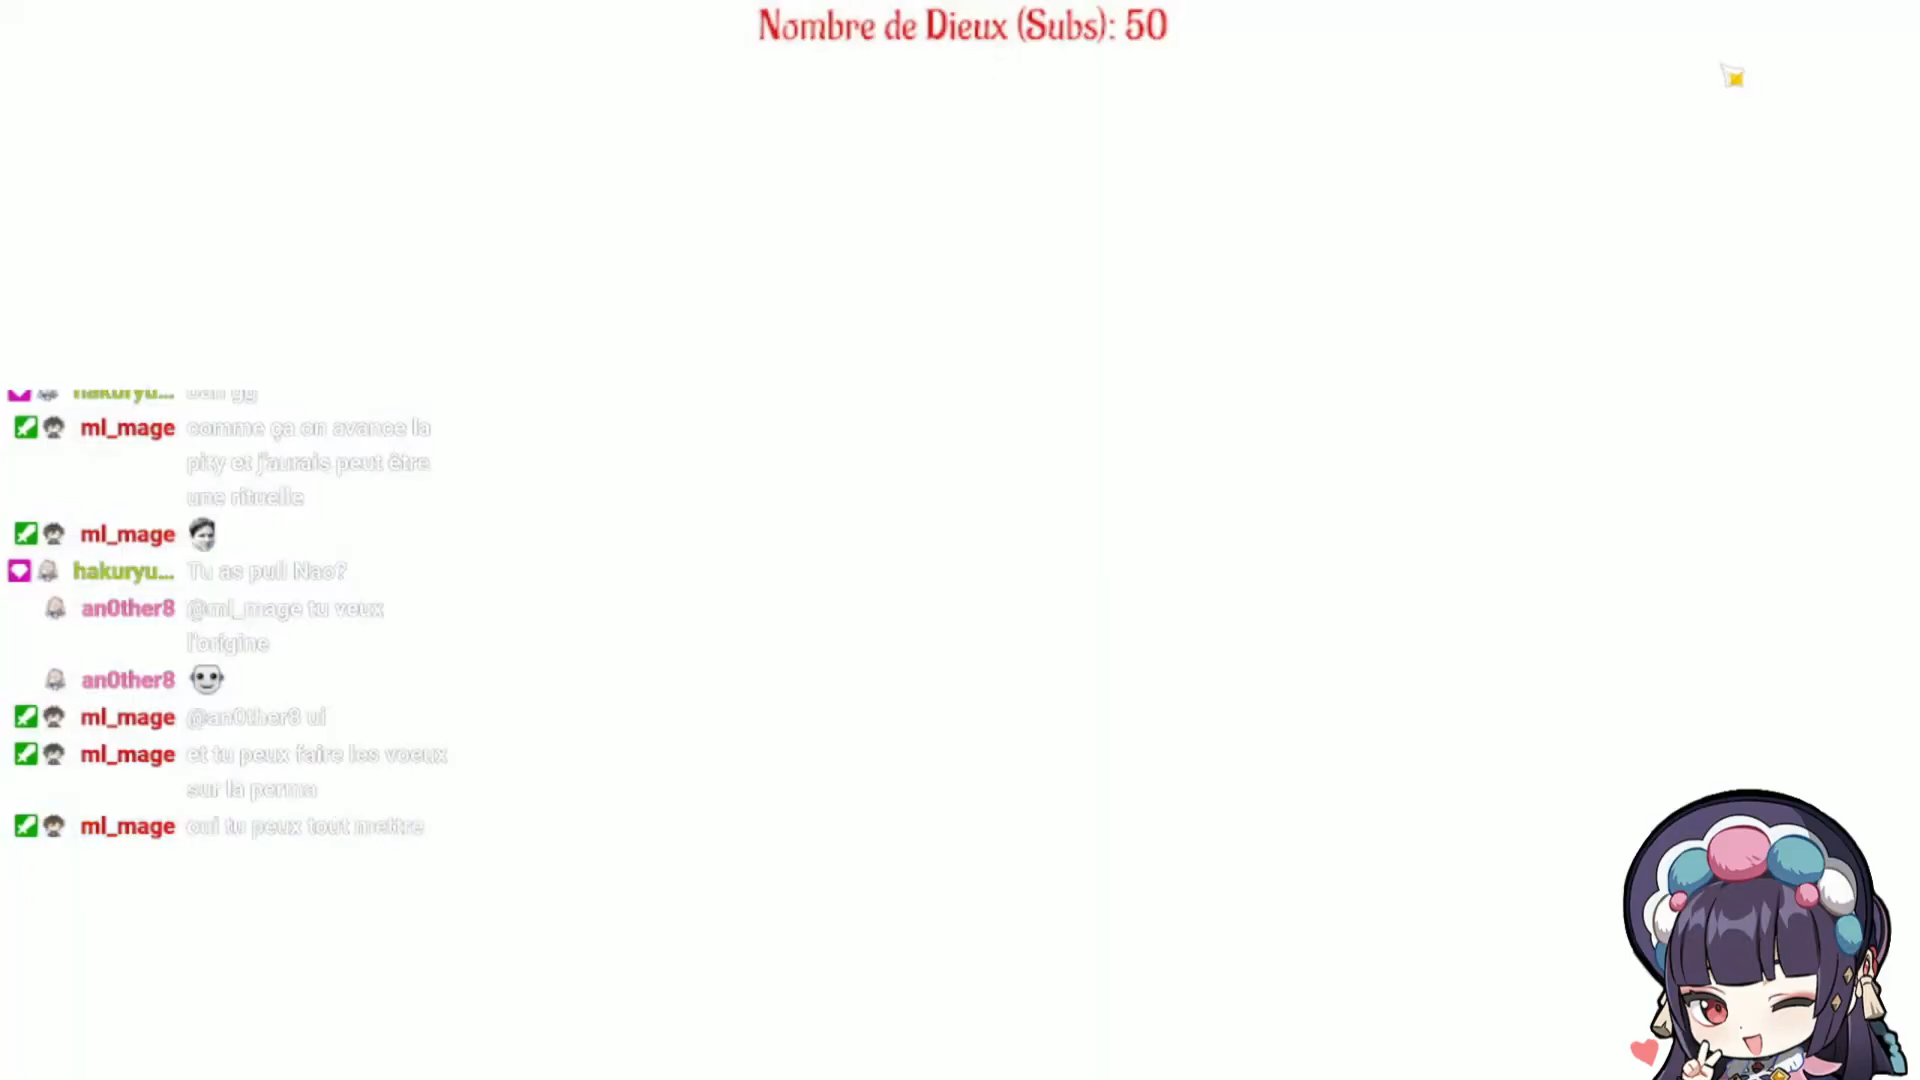 Nombre de Dieux (Subs): 50
hakuryu... gg
ml_mage comme ça on avance la
pity et j'aurais peut être
une rituelle
ml_mage
hakuryu... Tu as pull Nao?
an0ther8 @ml_mage tu veux
l'origine
an0ther8
ml_mage @an0ther8 ui
ml_mage et tu peux faire les voeux
sur la perma
ml_mage oui tu peux tout mettre